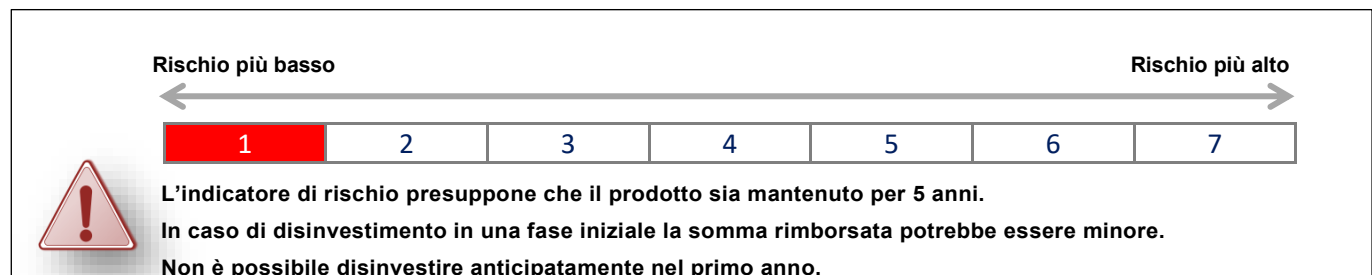 Rischio più basso Rischio più alto
1 2 3 4 5 6 7
L'indicatore di rischio presuppone che il prodotto sia mantenuto per 5 anni.
In caso di disinvestimento in una fase iniziale la somma rimborsata potrebbe essere minore.
Non è possibile disinvestire anticipatamente nel primo anno.